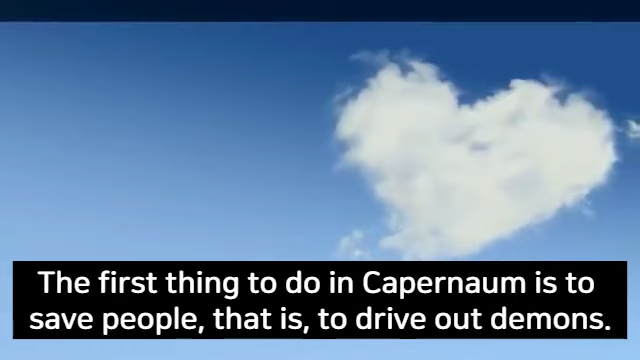 The first thing to do in Capernaum is to
save people, that is, to drive out demons.